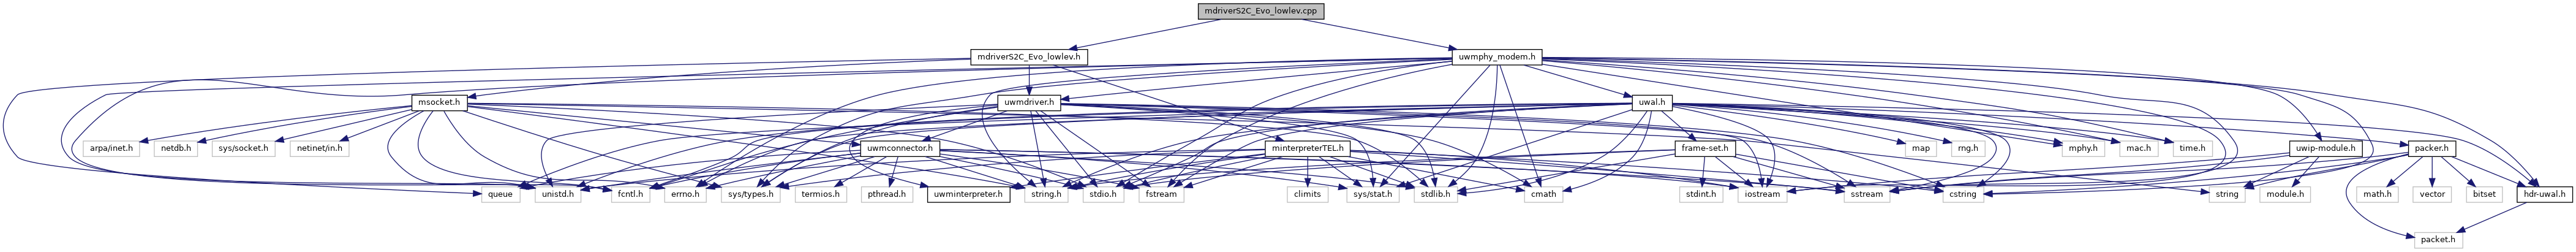 mdriverS2C_Evo_lowlev.cpp
mdriverS2C_Evo_lowlev.h
uwmphy_modem.h
msocket.h
uwmdriver.h
uwal.h
arpa/inet.h
netdb.h
sys/socket.h
netinet/in.h
uwmconnector.h
minterpreterTEL.h
frame-set.h
map
rng.h
mphy.h
mac.h
time.h
uwip-module.h
packer.h
queue
unistd.h
fcntl.h
errno.h
sys/types.h
termios.h
pthread.h
uwminterpreter.h
string.h
stdio.h
fstream
climits
sys/stat.h
stdlib.h
cmath
stdint.h
iostream
sstream
cstring
string
module.h
math.h
vector
bitset
hdr-uwal.h
packet.h